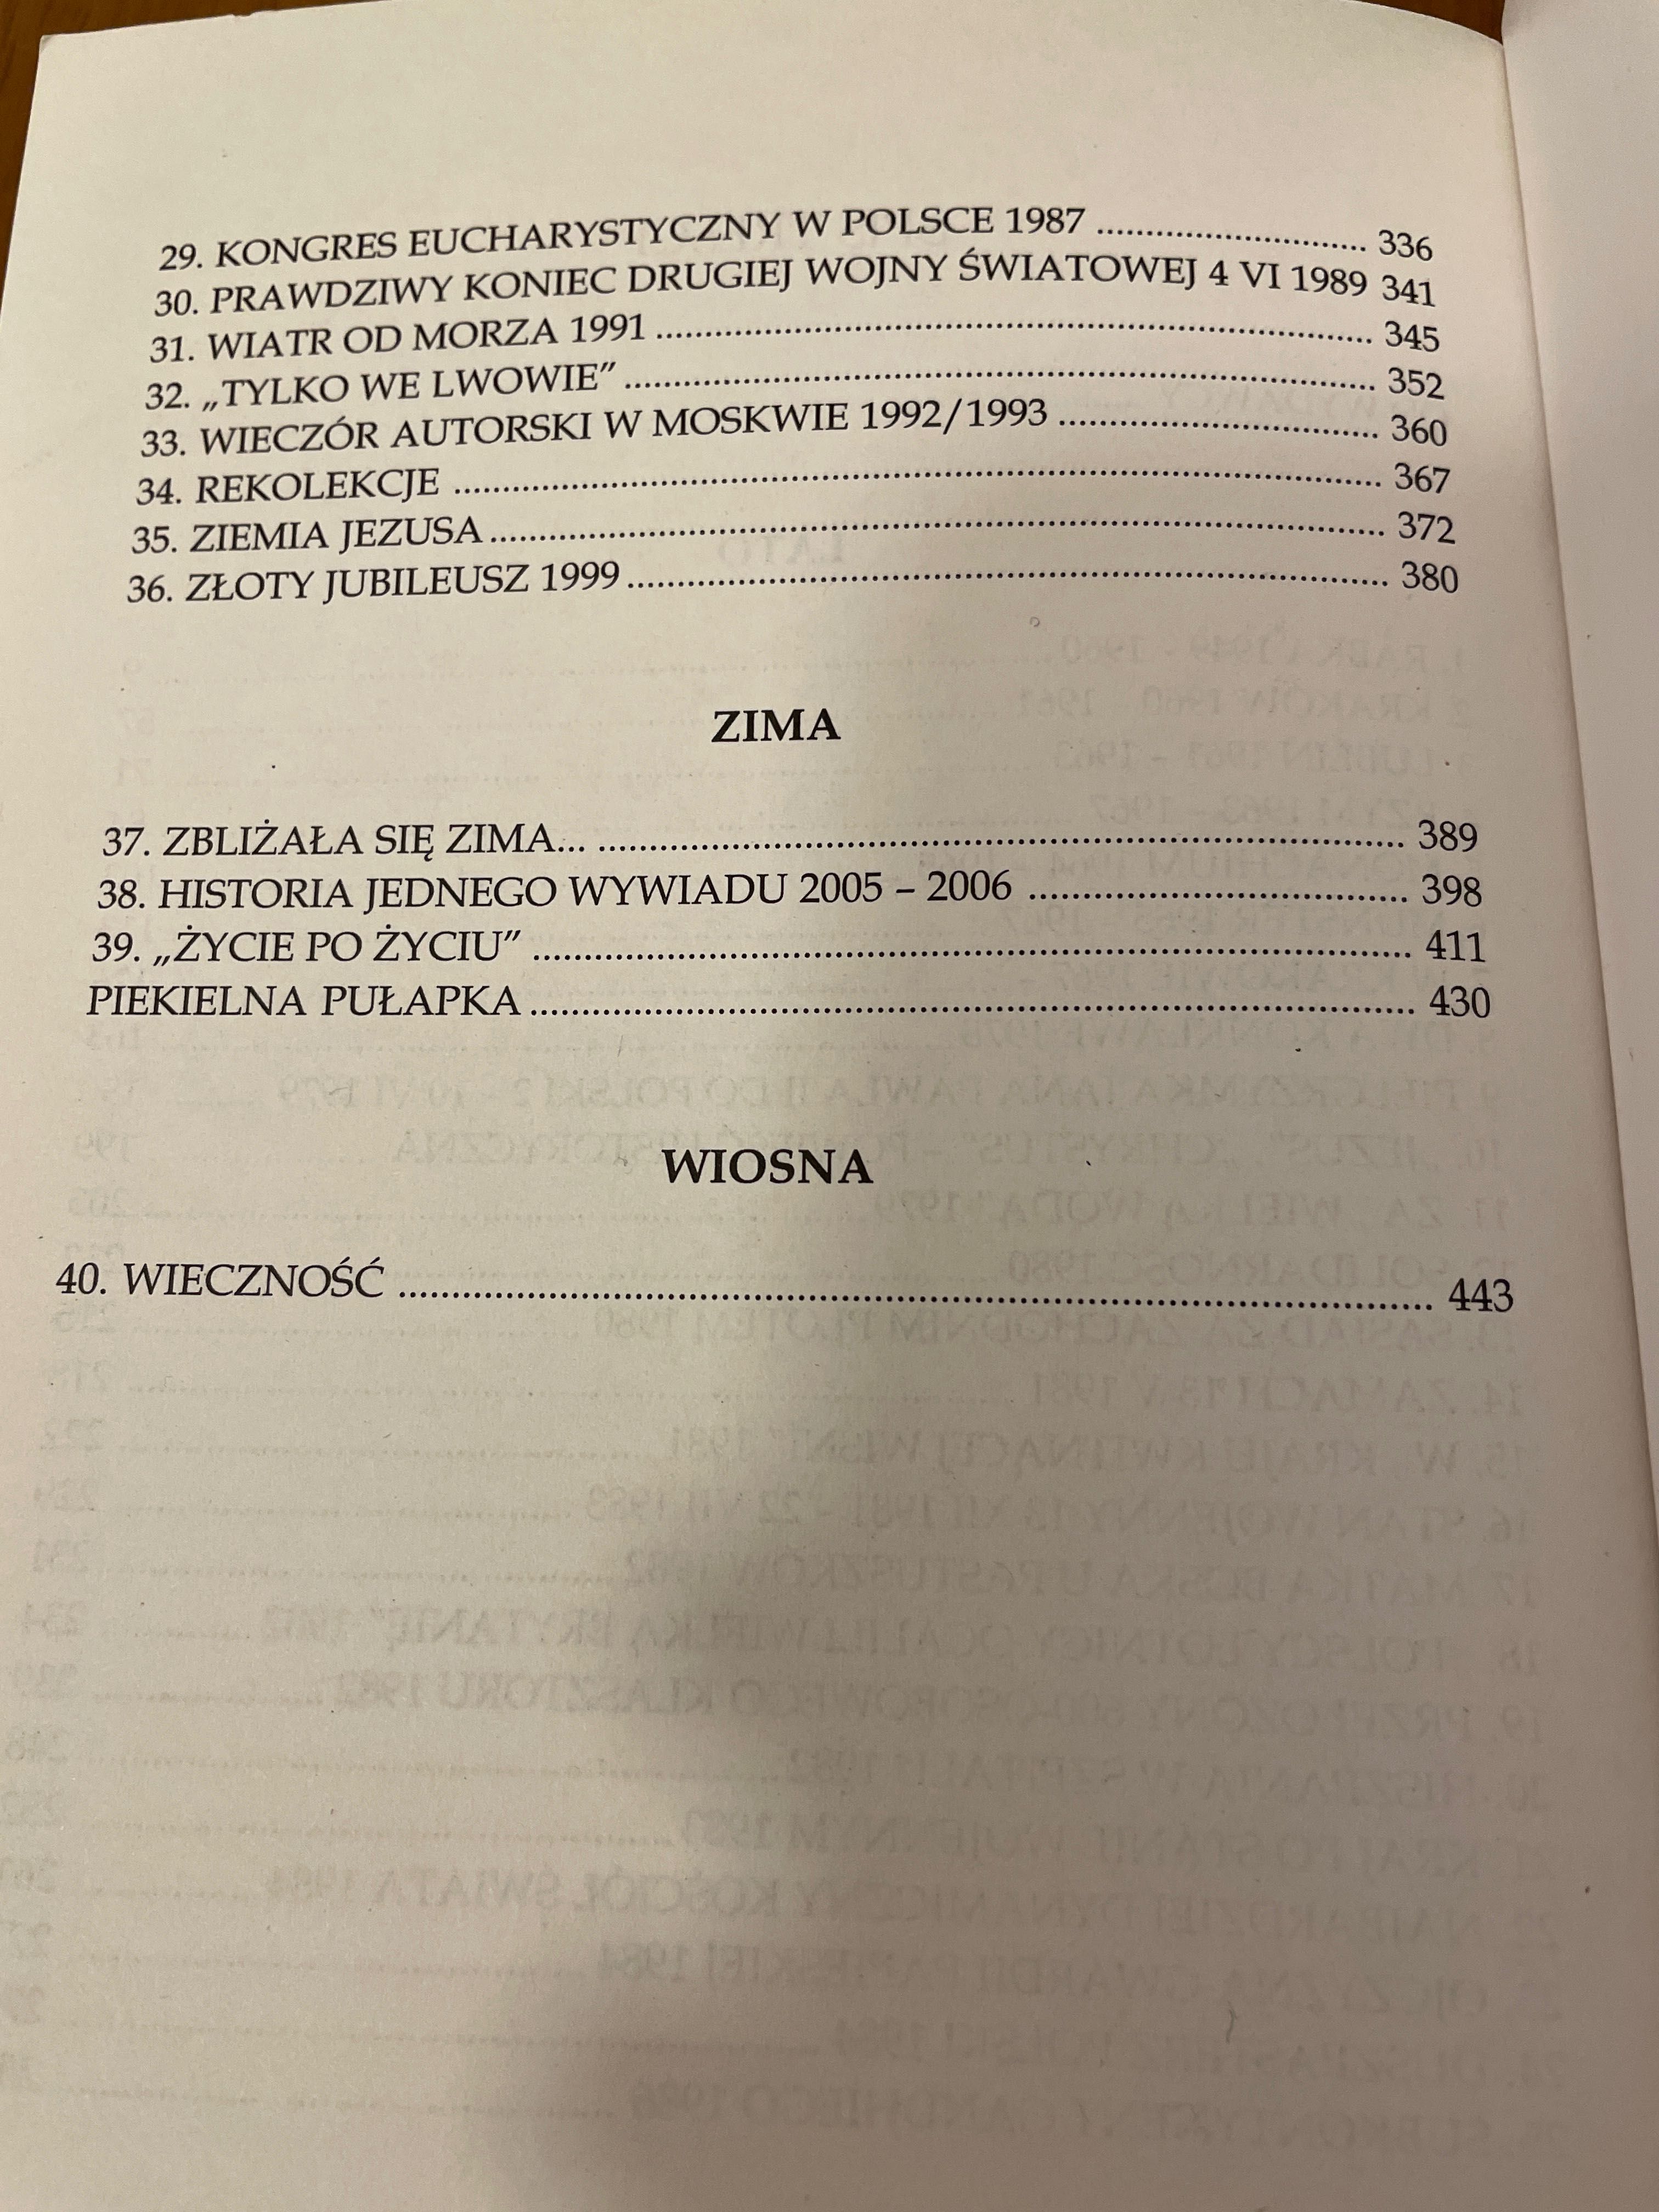 29. KONGRES EUCHARYSTYCZNY W POLSCE 1987 ........................... 336
30. PRAWDZIWY KONIEC DRUGIEJ WOJNY ŚWIATOWEJ 4 VI 1989 341
31. WIATR OD MORZA 1991 ........................................................................ 345
32. „TYLKO WE LWOWIE” ........................................................................... 352
33. WIECZÓR AUTORSKI W MOSKWIE 1992/1993 ................................ 360
34. REKOLEKCJE ............................................................................................ 367
35. ZIEMIA JEZUSA ......................................................................................... 372
36. ZŁOTY JUBILEUSZ 1999 ........................................................................... 380
ZIMA
37. ZBLIŻAŁA SIĘ ZIMA... .............................................................................. 389
38. HISTORIA JEDNEGO WYWIADU 2005 – 2006 .................................... 398
39. „ŻYCIE PO ŻYCIU” .................................................................................... 411
PIEKIELNA PUŁAPKA .................................................................................... 430
WIOSNA
40. WIECZNOŚĆ ................................................................................................ 443